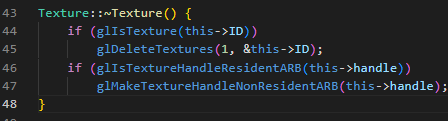 43 Texture::~Texture() {
44 if (glIsTexture(this->ID))
45 glDeleteTextures(1, &this->ID);
46 if (glIsTextureHandleResidentARB(this->handle))
47 glMakeTextureHandleNonResidentARB(this->handle);
48 }